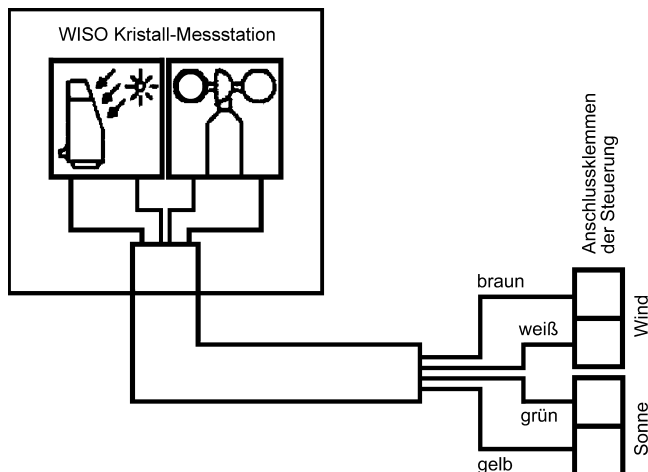 WISO Kristall-Messstation
Anschlussklemmen
der Steuerung
braun
weiß
Wind
grün
gelb
Sonne